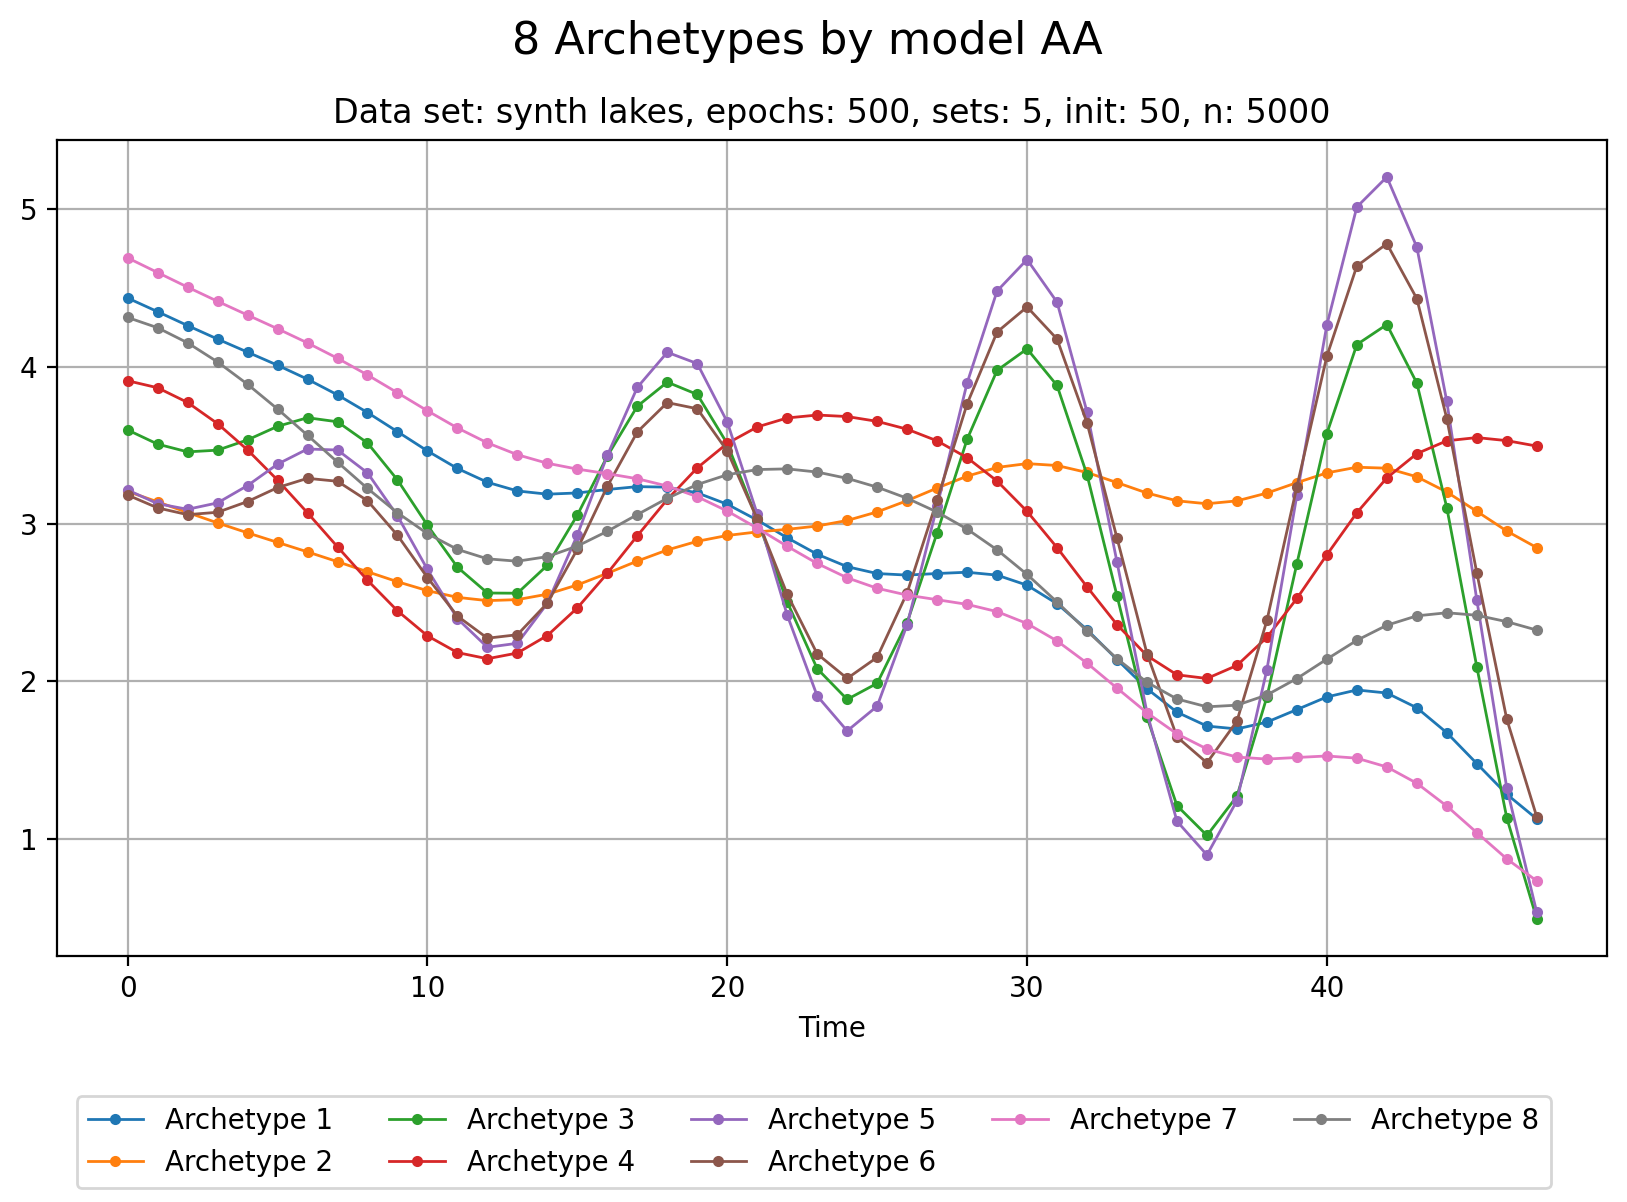 8 Archetypes by model AA
Data set: synth lakes, epochs: 500, sets: 5, init: 50, n: 5000
5
4
3
2
1
0 10 20 30 40
Time
Archetype 1 Archetype 3 Archetype 5 Archetype 7 Archetype 8
Archetype 2 Archetype 4 Archetype 6